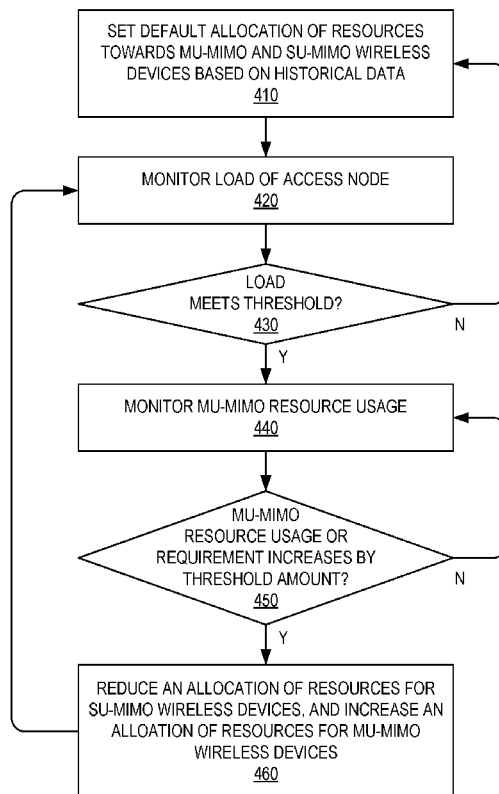 SET DEFAULT ALLOCATION OF RESOURCES
TOWARDS MU-MIMO AND SU-MIMO WIRELESS
DEVICES BASED ON HISTORICAL DATA
410
MONITOR LOAD OF ACCESS NODE
420
LOAD
MEETS THRESHOLD?
430
N
Y
MONITOR MU-MIMO RESOURCE USAGE
440
MU-MIMO
RESOURCE USAGE OR
REQUIREMENT INCREASES BY
THRESHOLD AMOUNT?
450
N
Y
REDUCE AN ALLOCATION OF RESOURCES FOR
SU-MIMO WIRELESS DEVICES, AND INCREASE AN
ALLOATION OF RESOURCES FOR MU-MIMO
WIRELESS DEVICES
460